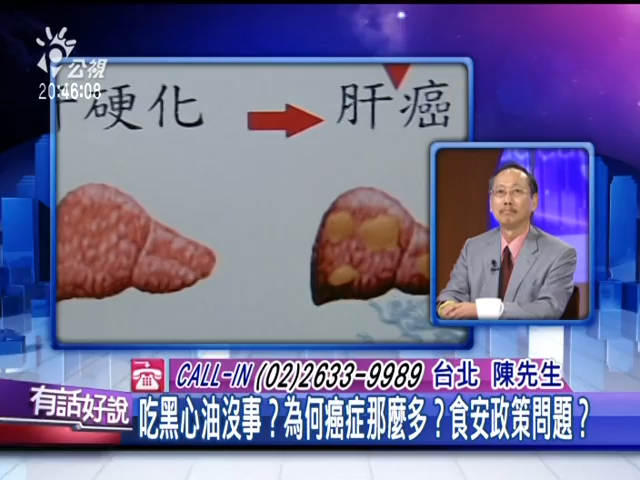 公視
20:46:08
肝硬化
肝癌
CALL-IN (02)2633-9989 台北 陳先生
有話好說
吃黑心油沒事？為何癌症那麼多？食安政策問題？